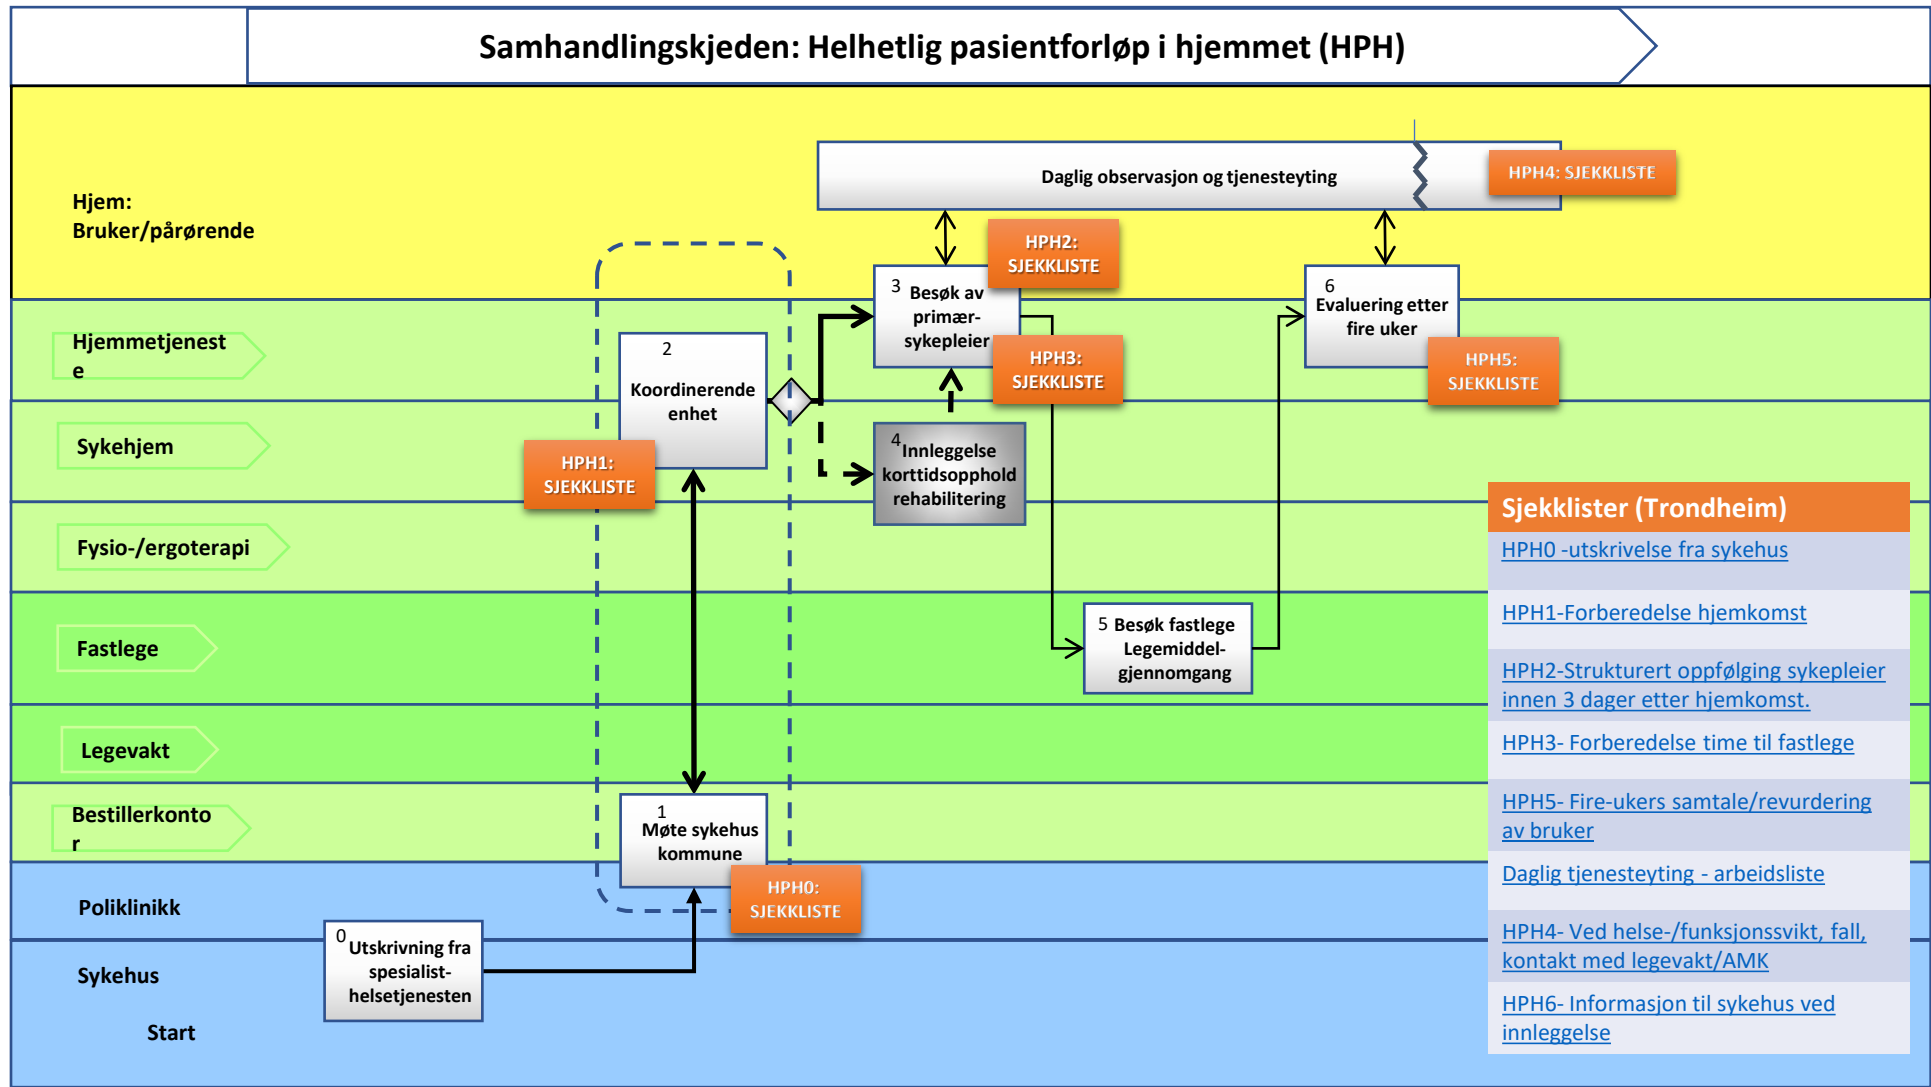 Samhandlingskjeden: Helhetlig pasientforløp i hjemmet (HPH)
Daglig observasjon og tjenesteyting
HPH4: SJEKKLISTE
Hjem:
Bruker/pårørende
HPH2:
SJEKKLISTE
3
Besøk av
primær-
sykepleier
HPH3:
SJEKKLISTE
6
Evaluering etter
fire uker
HPH5:
SJEKKLISTE
Hjemmetjenest
e
2
Koordinerende
enhet
HPH1:
SJEKKLISTE
Sykehjem
4
Innleggelse
korttidsopphold
rehabilitering
Fysio-/ergoterapi
Fastlege
5
Besøk fastlege
Legemiddel-
gjennomgang
Legevakt
Bestillerkonto
r
1
Møte sykehus
kommune
HPH0:
SJEKKLISTE
Poliklinikk
0
Utskrivning fra
spesialist-
helsetjenesten
Sykehus
Start
Sjekklister (Trondheim)
HPH0 -utskrivelse fra sykehus
HPH1-Forberedelse hjemkomst
HPH2-Strukturert oppfølging sykepleier
innen 3 dager etter hjemkomst.
HPH3- Forberedelse time til fastlege
HPH5- Fire-ukers samtale/revurdering
av bruker
Daglig tjenesteyting - arbeidsliste
HPH4- Ved helse-/funksjonssvikt, fall,
kontakt med legevakt/AMK
HPH6- Informasjon til sykehus ved
innleggelse